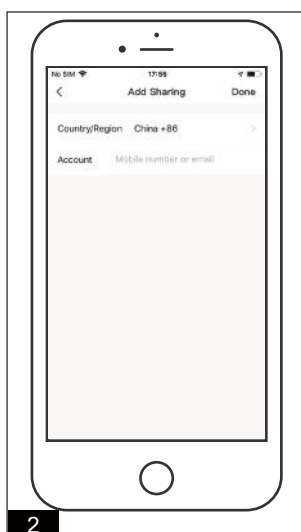 No SIM 17:55
Add Sharing Done
Country/Region China +86
Account Mobile number or email
2